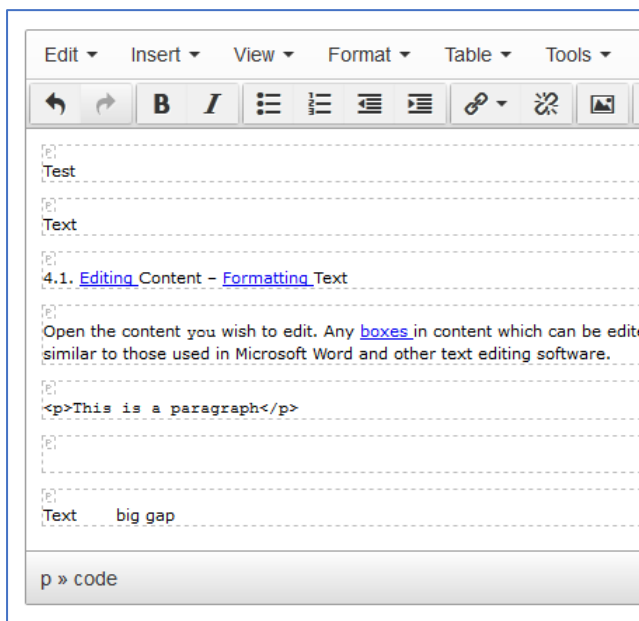 Edit Insert View Format Table Tools
B I
P
Test
P
Text
P
4.1. Editing Content – Formatting Text
P
Open the content you wish to edit. Any boxes in content which can be edite
similar to those used in Microsoft Word and other text editing software.
P
<p>This is a paragraph</p>
P
P
Text big gap
p » code